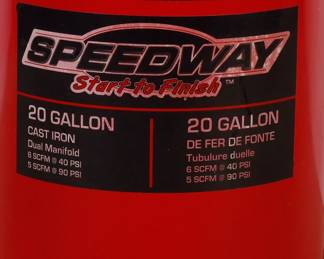 SPEEDWAY
Start to Finish™
20 GALLON
CAST IRON
Dual Manifold
6 SCFM @ 40 PSI
5 SCFM @ 90 PSI
20 GALLON
DE FER DE FONTE
Tubulure duelle
6 SCFM @ 40 PSI
5 SCFM @ 90 PSI